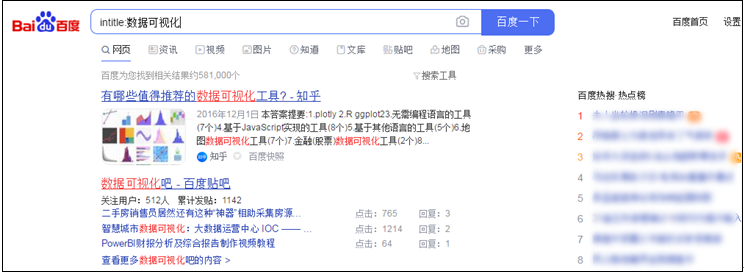 Bai du 百度
intitle:数据可视化
百度一下
百度首页 设置
网页 资讯 视频 图片 知道 文库 贴吧 地图 采购 更多
百度为您找到相关结果约581,000个
搜索工具
有哪些值得推荐的数据可视化工具? - 知乎
2016年12月1日 本答案提要:1.plotly 2.R ggplot23.无需编程语言的工具
(7个)4.基于JavaScript实现的工具(8个)5.基于其他语言的工具(5个)6.地
图数据可视化工具(7个)7.金融(股票)数据可视化工具(2个)...
知乎 百度快照
数据可视化吧 - 百度贴吧
关注用户:512人 累计发贴:1142
二手房销售员居然还有这种“神器”相助采集房源... 点击:765 回复:3
智慧城市数据可视化:大数据运营中心 IOC —— ... 点击:1214 回复:2
PowerBI财报分析及综合报告制作视频教程 点击:64 回复:1
查看更多数据可视化吧的内容 >
百度热搜·热点榜
1
2
3
4
5
6
7
8